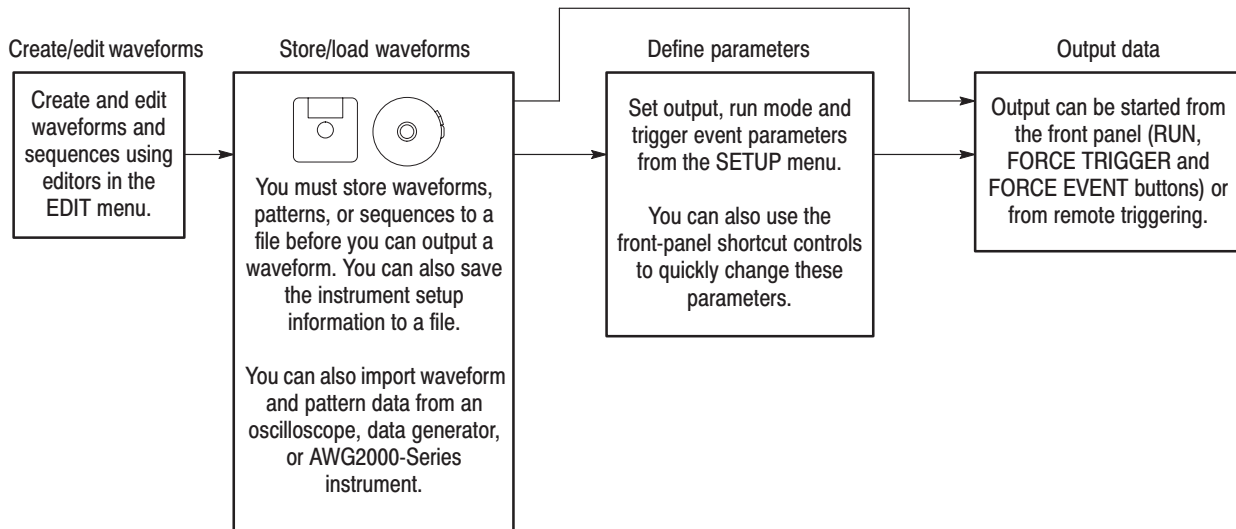 Create/edit waveforms
Create and edit
waveforms and
sequences using
editors in the
EDIT menu.
Store/load waveforms
You must store waveforms,
patterns, or sequences to a
file before you can output a
waveform. You can also save
the instrument setup
information to a file.
You can also import waveform
and pattern data from an
oscilloscope, data generator,
or AWG2000-Series
instrument.
Define parameters
Set output, run mode and
trigger event parameters
from the SETUP menu.
You can also use the
front-panel shortcut controls
to quickly change these
parameters.
Output data
Output can be started from
the front panel (RUN,
FORCE TRIGGER and
FORCE EVENT buttons) or
from remote triggering.